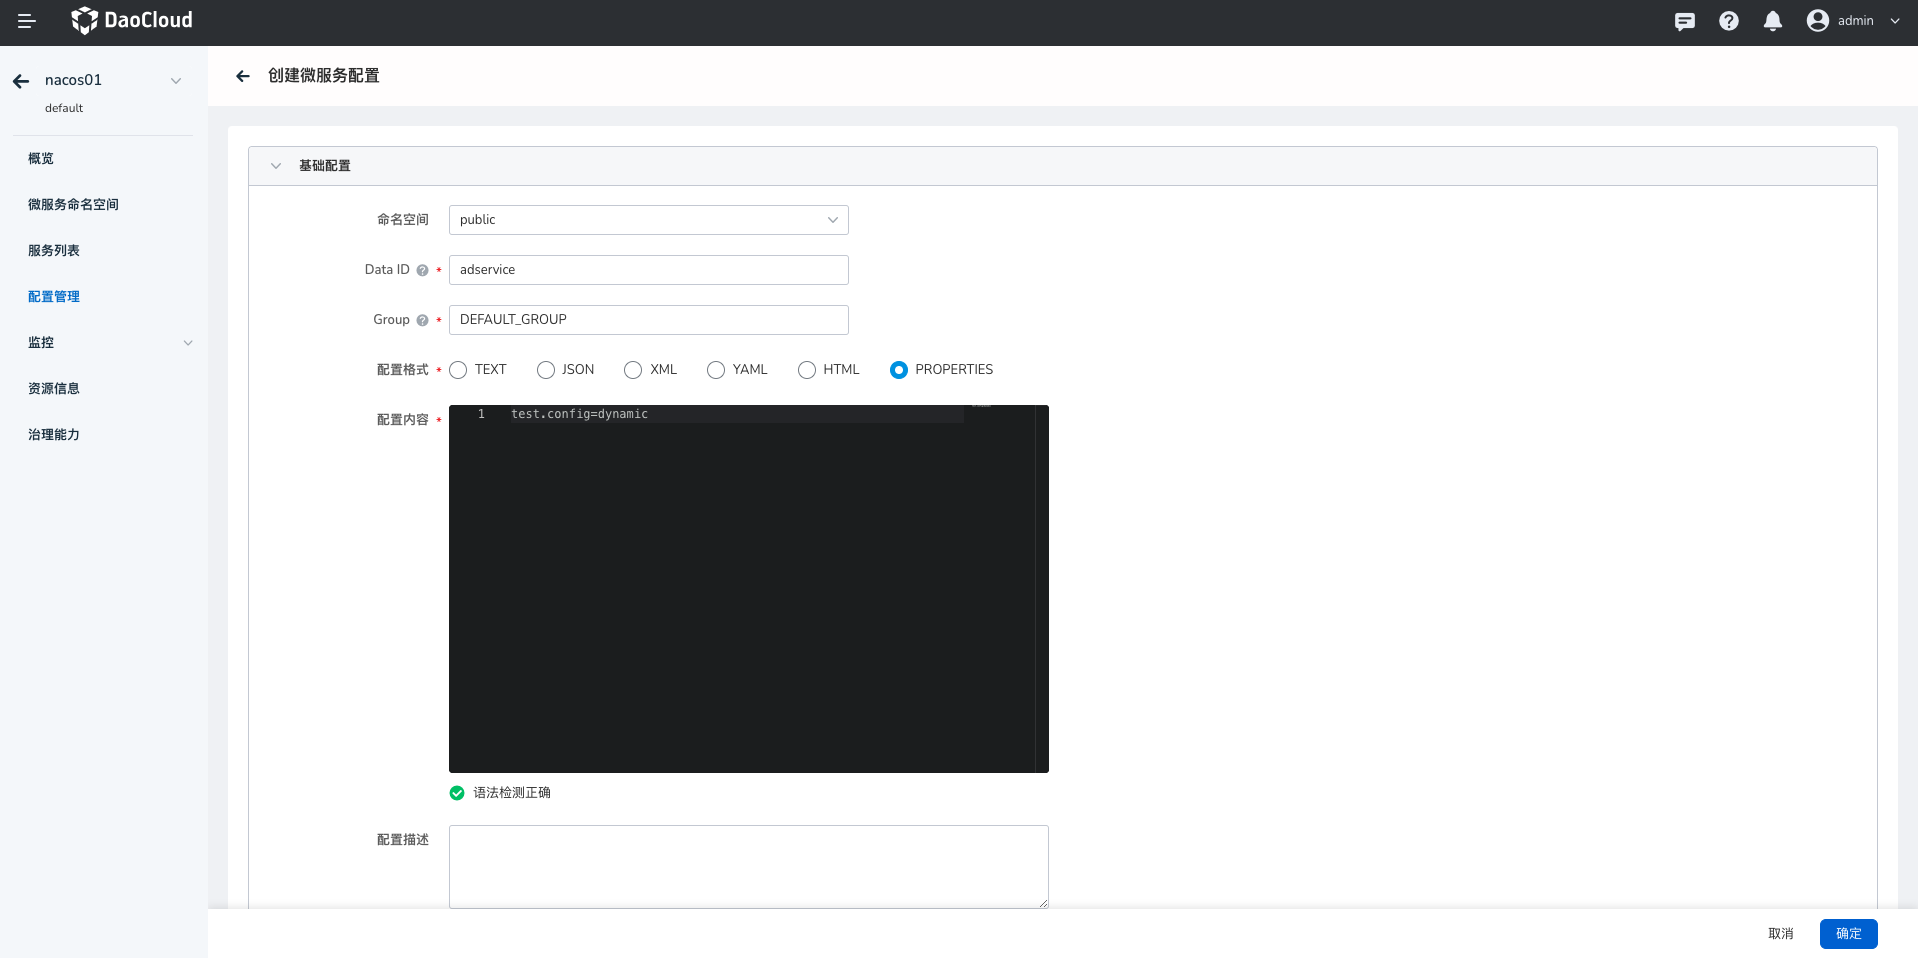 DaoCloud
admin
nacos01
default
概览
微服务命名空间
服务列表
配置管理
监控
资源信息
治理能力
创建微服务配置
基础配置
命名空间 public
Data ID ? * adservice
Group ? * DEFAULT_GROUP
配置格式 * TEXT JSON XML YAML HTML PROPERTIES
配置内容 * 1 test.config=dynamic
语法检测正确
配置描述
取消 确定